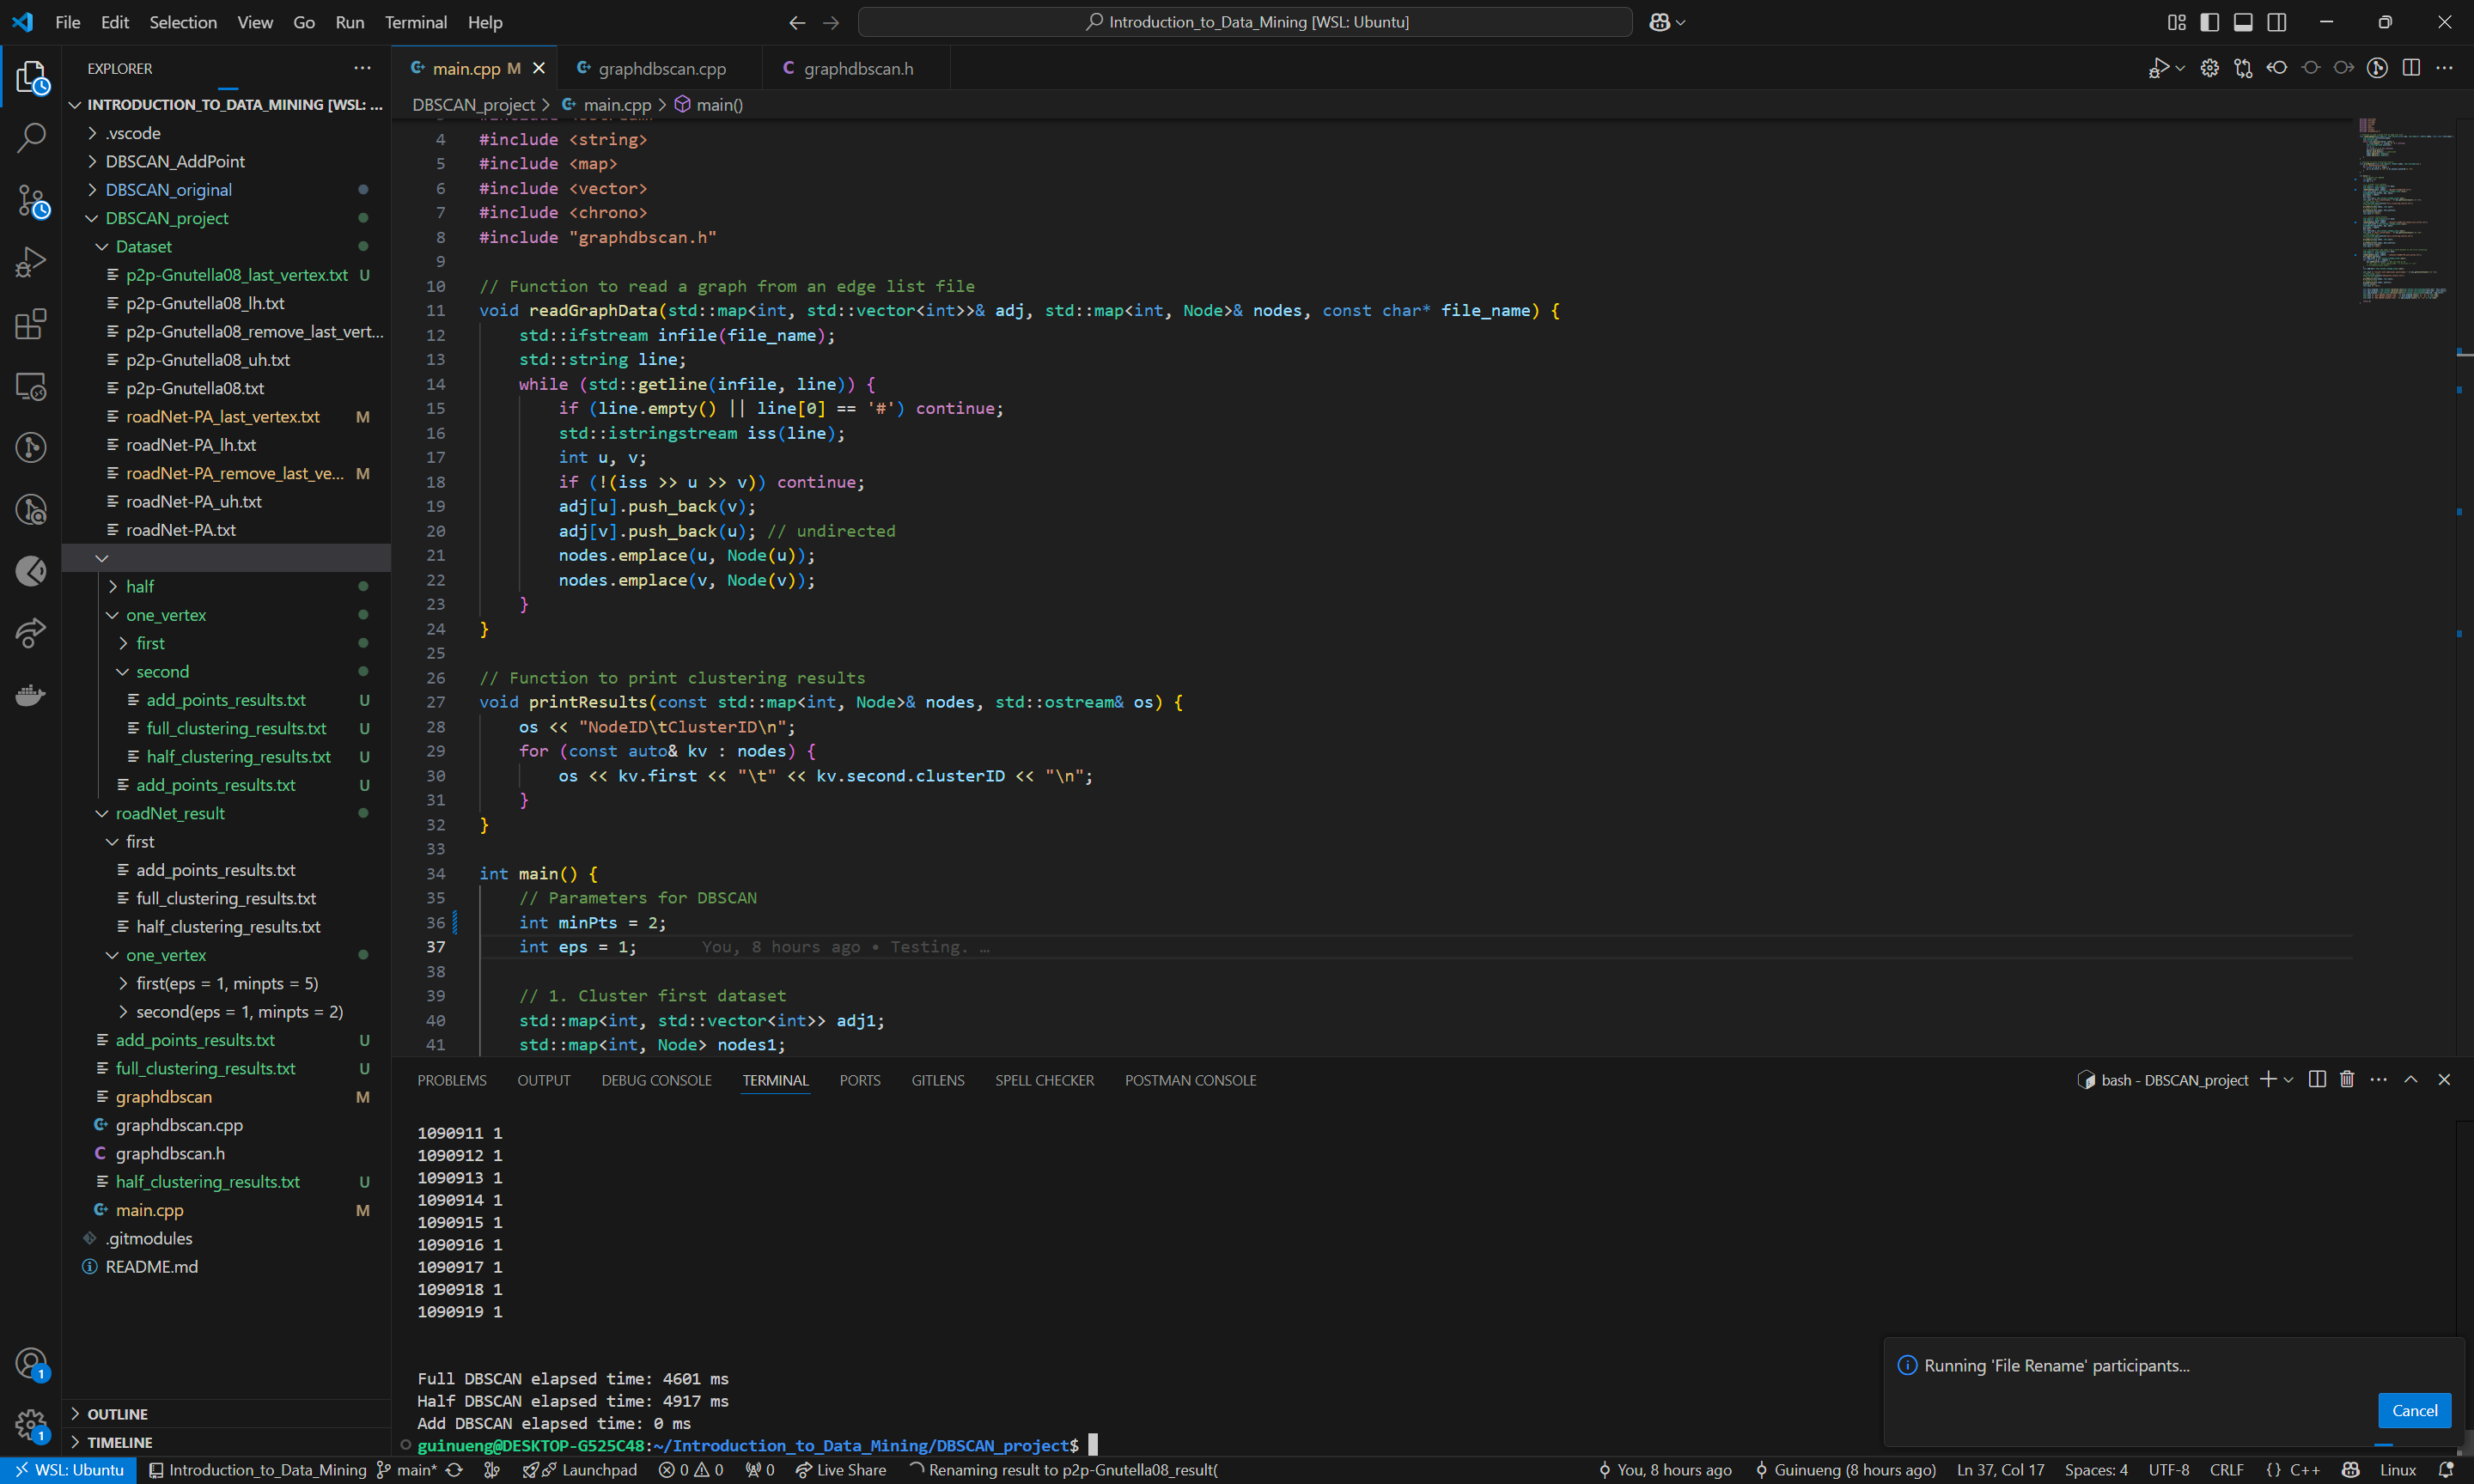 File Edit Selection View Go Run Terminal Help
Introduction_to_Data_Mining [WSL: Ubuntu]
EXPLORER
INTRODUCTION_TO_DATA_MINING [WSL: ...
.vscode
DBSCAN_AddPoint
DBSCAN_original
DBSCAN_project
Dataset
p2p-Gnutella08_last_vertex.txt U
p2p-Gnutella08_lh.txt
p2p-Gnutella08_remove_last_vert...
p2p-Gnutella08_uh.txt
p2p-Gnutella08.txt
roadNet-PA_last_vertex.txt M
roadNet-PA_lh.txt
roadNet-PA_remove_last_ve... M
roadNet-PA_uh.txt
roadNet-PA.txt
half
one_vertex
first
second
add_points_results.txt U
full_clustering_results.txt U
half_clustering_results.txt U
add_points_results.txt U
roadNet_result
first
add_points_results.txt
full_clustering_results.txt
half_clustering_results.txt
one_vertex
first(eps = 1, minpts = 5)
second(eps = 1, minpts = 2)
add_points_results.txt U
full_clustering_results.txt U
graphdbscan M
graphdbscan.cpp
graphdbscan.h
half_clustering_results.txt U
main.cpp M
.gitmodules
README.md
OUTLINE
TIMELINE
main.cpp M
graphdbscan.cpp
graphdbscan.h
DBSCAN_project > main.cpp > main()
4 #include <string>
5 #include <map>
6 #include <vector>
7 #include <chrono>
8 #include "graphdbscan.h"
9
10 // Function to read a graph from an edge list file
11 void readGraphData(std::map<int, std::vector<int>>& adj, std::map<int, Node>& nodes, const char* file_name) {
12 std::ifstream infile(file_name);
13 std::string line;
14 while (std::getline(infile, line)) {
15 if (line.empty() || line[0] == '#') continue;
16 std::istringstream iss(line);
17 int u, v;
18 if (!(iss >> u >> v)) continue;
19 adj[u].push_back(v);
20 adj[v].push_back(u); // undirected
21 nodes.emplace(u, Node(u));
22 nodes.emplace(v, Node(v));
23 }
24 }
25
26 // Function to print clustering results
27 void printResults(const std::map<int, Node>& nodes, std::ostream& os) {
28 os << "NodeID\tClusterID\n";
29 for (const auto& kv : nodes) {
30 os << kv.first << "\t" << kv.second.clusterID << "\n";
31 }
32 }
33
34 int main() {
35 // Parameters for DBSCAN
36 int minPts = 2;
37 int eps = 1; You, 8 hours ago • Testing. …
38
39 // 1. Cluster first dataset
40 std::map<int, std::vector<int>> adj1;
41 std::map<int, Node> nodes1;
PROBLEMS OUTPUT DEBUG CONSOLE TERMINAL PORTS GITLENS SPELL CHECKER POSTMAN CONSOLE
bash - DBSCAN_project
1090911 1
1090912 1
1090913 1
1090914 1
1090915 1
1090916 1
1090917 1
1090918 1
1090919 1
Full DBSCAN elapsed time: 4601 ms
Half DBSCAN elapsed time: 4917 ms
Add DBSCAN elapsed time: 0 ms
guinueng@DESKTOP-G525C48:~/Introduction_to_Data_Mining/DBSCAN_project$
Running 'File Rename' participants...
Cancel
1
1
WSL: Ubuntu Introduction_to_Data_Mining main* Launchpad 0 0 0 Live Share Renaming result to p2p-Gnutella08_result( You, 8 hours ago Guinueng (8 hours ago) Ln 37, Col 17 Spaces: 4 UTF-8 CRLF {} C++ Linux